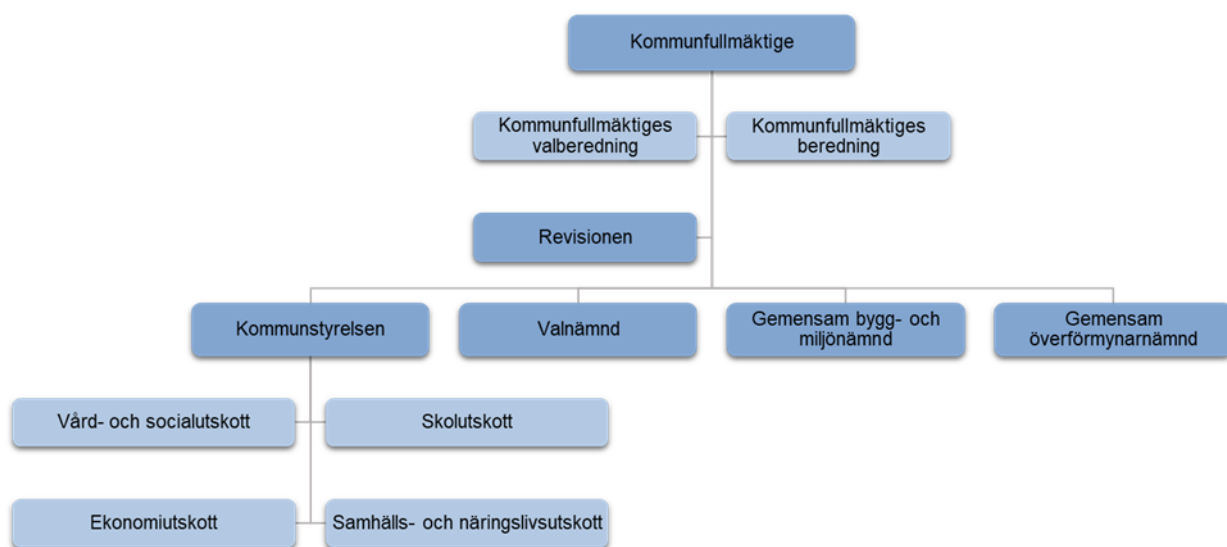 Kommunfullmäktige
Kommunfullmäktiges
valberedning
Kommunfullmäktiges
beredning
Revisionen
Kommunstyrelsen
Valnämnd
Gemensam bygg- och
miljönämnd
Gemensam
överförmynarnämnd
Vård- och socialutskott
Skolutskott
Ekonomiutskott
Samhälls- och näringslivsutskott